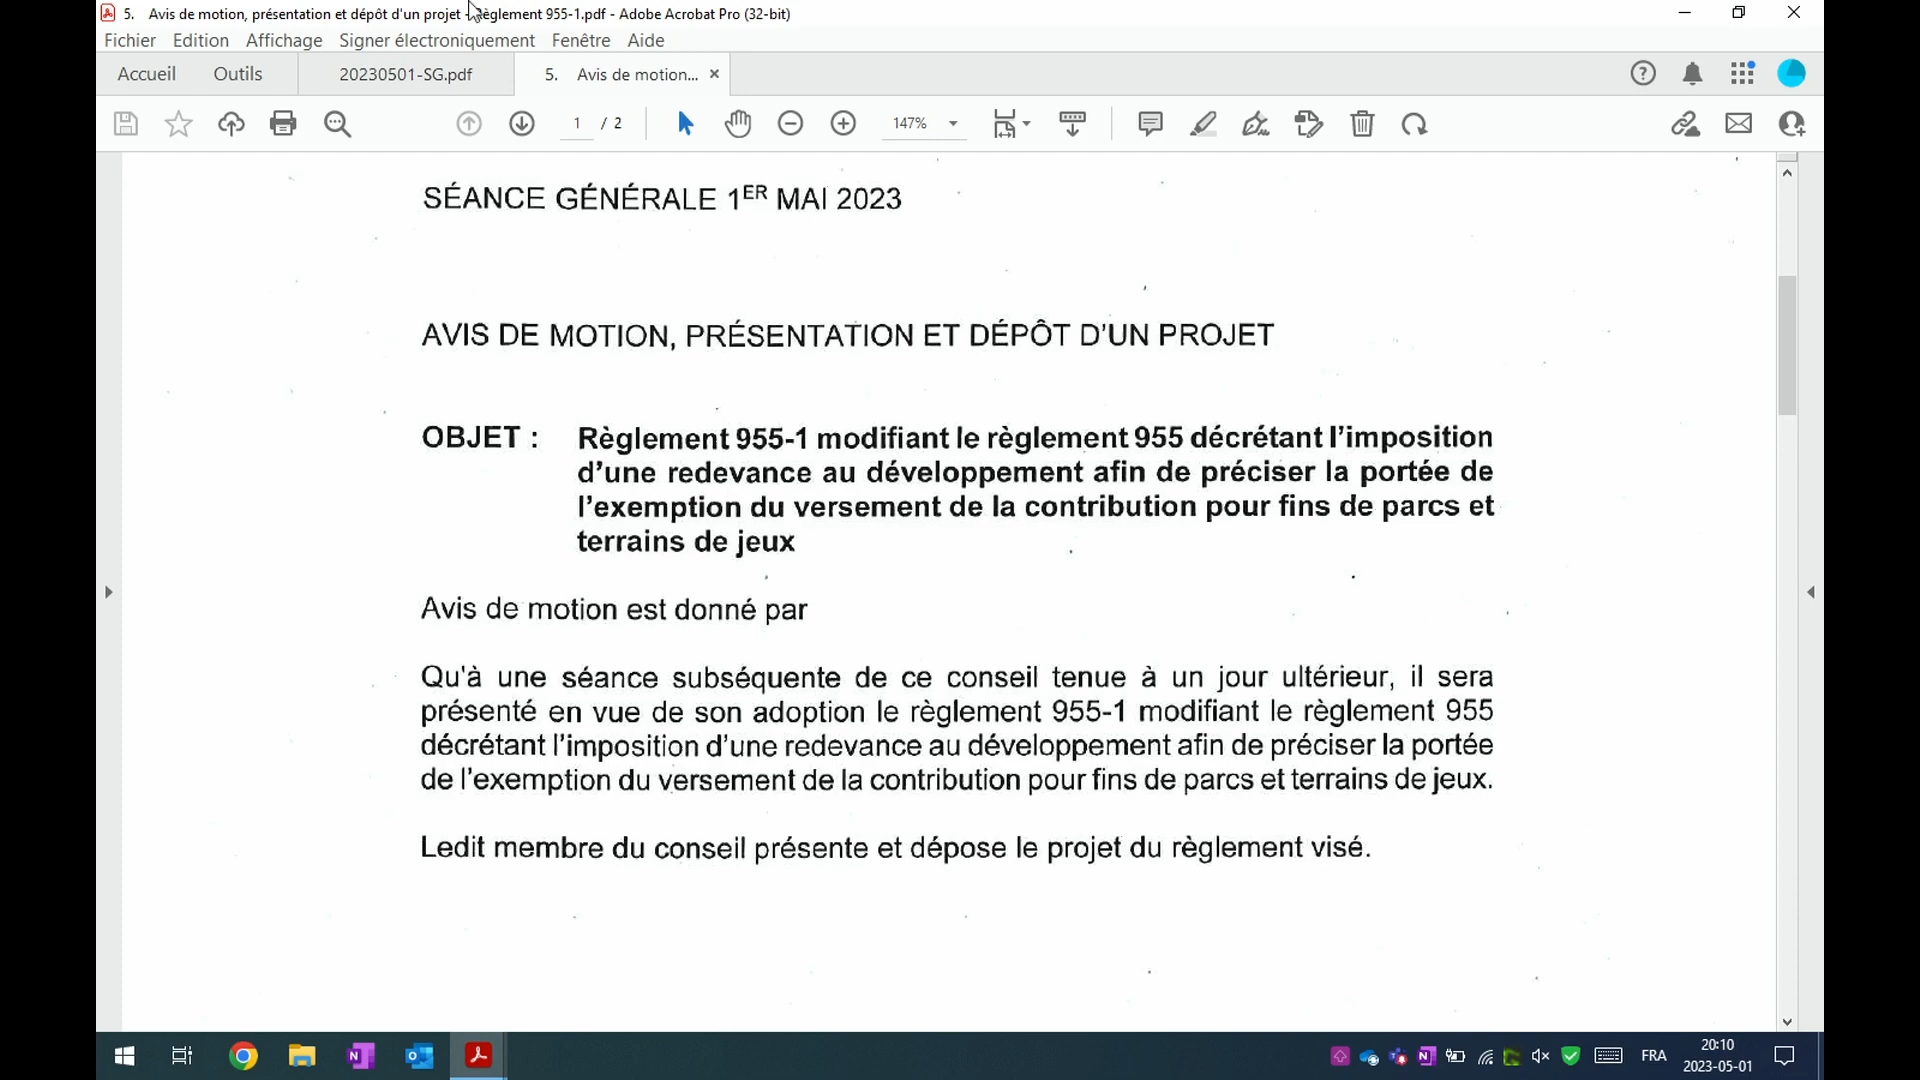 5. Avis de motion, présentation et dépôt d'un projet - Règlement 955-1.pdf - Adobe Acrobat Pro (32-bit)
Fichier Edition Affichage Signer électroniquement Fenêtre Aide
Accueil Outils 20230501-SG.pdf 5. Avis de motion... ×
1 / 2 147%
SÉANCE GÉNÉRALE 1ER MAI 2023
AVIS DE MOTION, PRÉSENTATION ET DÉPÔT D'UN PROJET
OBJET : Règlement 955-1 modifiant le règlement 955 décrétant l'imposition
d'une redevance au développement afin de préciser la portée de
l'exemption du versement de la contribution pour fins de parcs et
terrains de jeux
Avis de motion est donné par
Qu'à une séance subséquente de ce conseil tenue à un jour ultérieur, il sera
présenté en vue de son adoption le règlement 955-1 modifiant le règlement 955
décrétant l'imposition d'une redevance au développement afin de préciser la portée
de l'exemption du versement de la contribution pour fins de parcs et terrains de jeux.
Ledit membre du conseil présente et dépose le projet du règlement visé.
FRA 20:10
2023-05-01